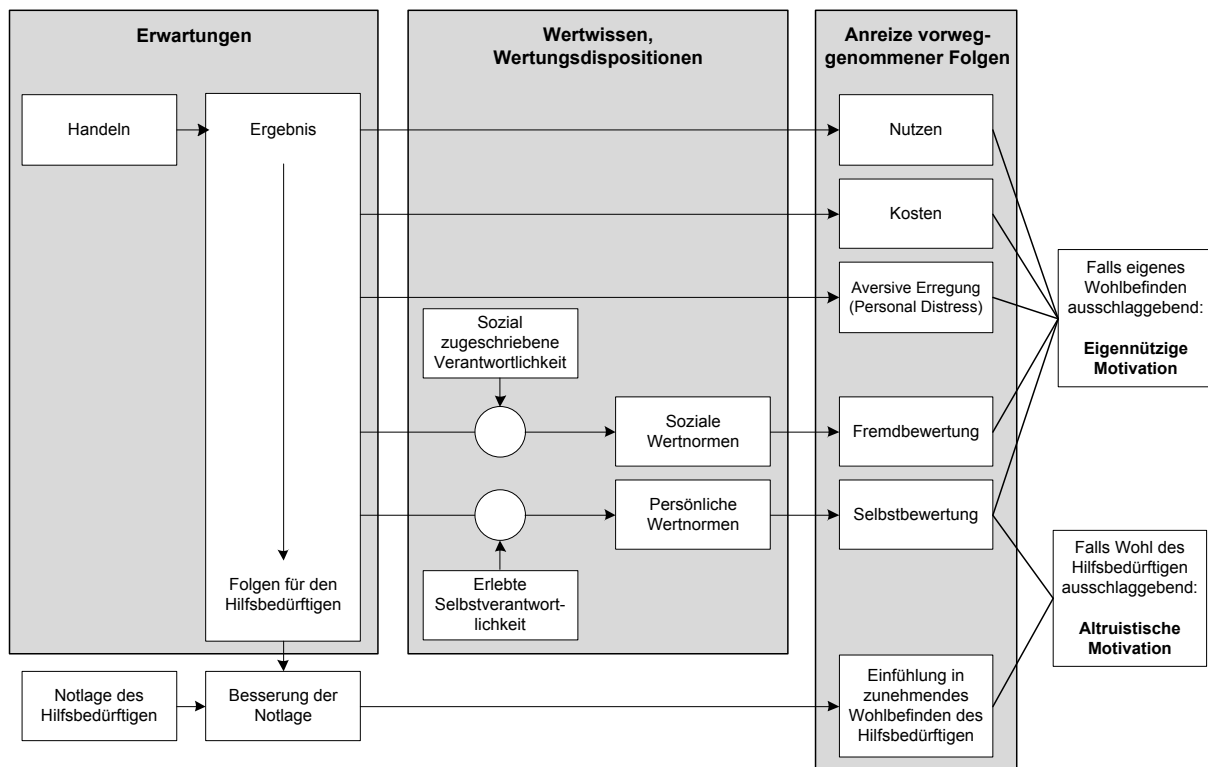 Erwartungen
Wertwissen,
Wertungsdispositionen
Anreize vorweg-
genommener Folgen
Handeln
Ergebnis
Nutzen
Kosten
Aversive Erregung
(Personal Distress)
Falls eigenes
Wohlbefinden
ausschlaggebend:
Eigennützige
Motivation
Sozial
zugeschriebene
Verantwortlichkeit
Soziale
Wertnormen
Fremdbewertung
Persönliche
Wertnormen
Selbstbewertung
Folgen für den
Hilfsbedürftigen
Erlebte
Selbstverantwort-
lichkeit
Falls Wohl des
Hilfsbedürftigen
ausschlaggebend:
Altruistische
Motivation
Notlage des
Hilfsbedürftigen
Besserung der
Notlage
Einfühlung in
zunehmendes
Wohlbefinden des
Hilfsbedürftigen